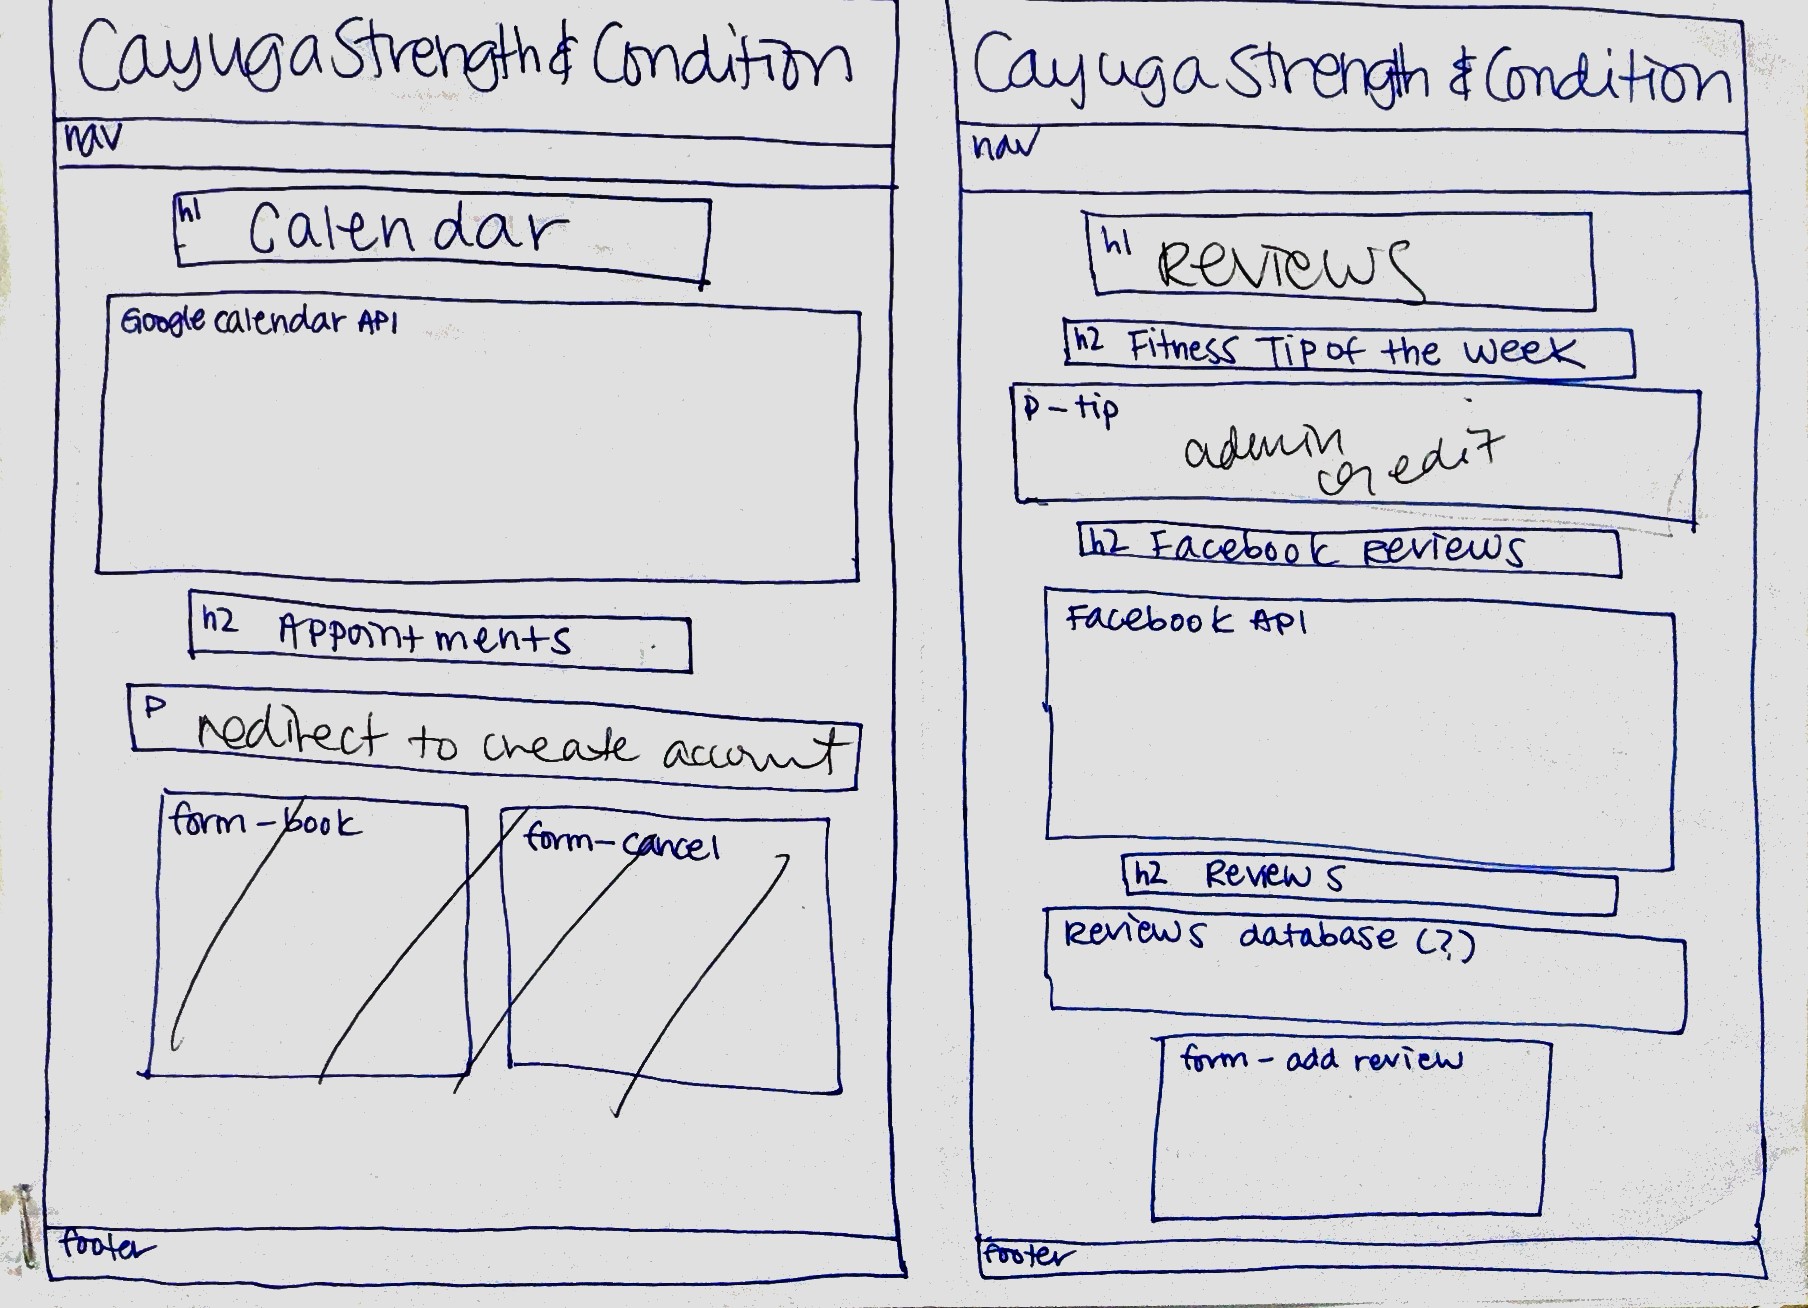 Cayuga Strength & Condition
nav
h1 Calendar
Google calendar API
h2 Appointments
P redirect to create account
form-book
form-cancel
footer
Cayuga Strength & Condition
nav
h1 Reviews
h2 Fitness Tip of the week
p-tip
admin
can edit
h2 Facebook Reviews
Facebook API
h2 Reviews
Reviews database (?)
form - add review
footer